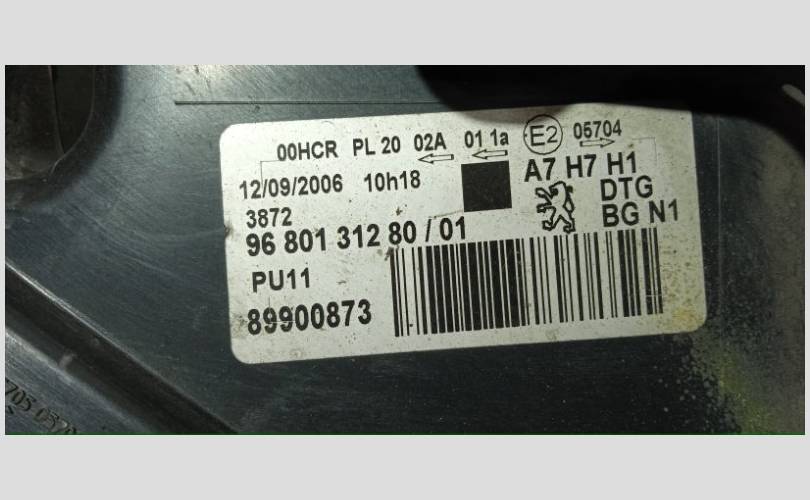 00HCR PL 20 02A 01 1a E2 05704
12/09/2006 10h18 A7 H7 H1
3872 DTG
96 801 312 80 / 01 BG N1
PU11
89900873